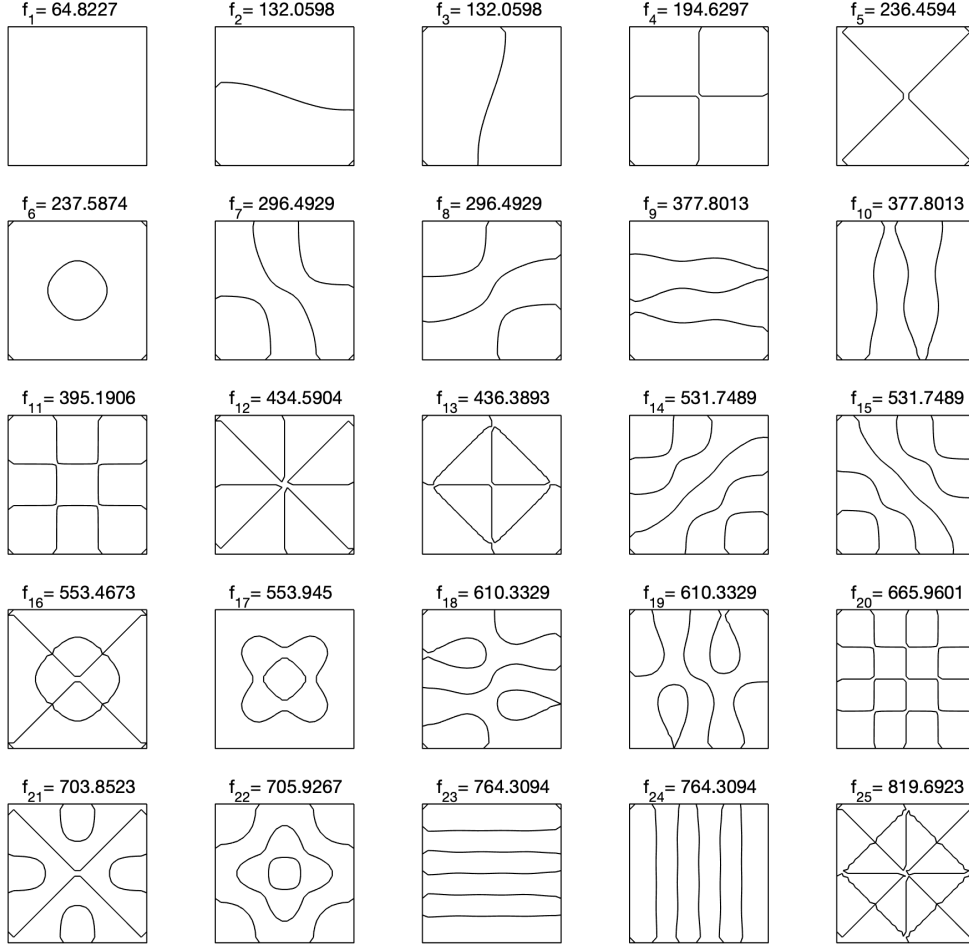 f1= 64.8227
f2= 132.0598
f3= 132.0598
f4= 194.6297
f5= 236.4594
f6= 237.5874
f7= 296.4929
f8= 296.4929
f9= 377.8013
f10= 377.8013
f11= 395.1906
f12= 434.5904
f13= 436.3893
f14= 531.7489
f15= 531.7489
f16= 553.4673
f17= 553.945
f18= 610.3329
f19= 610.3329
f20= 665.9601
f21= 703.8523
f22= 705.9267
f23= 764.3094
f24= 764.3094
f25= 819.6923